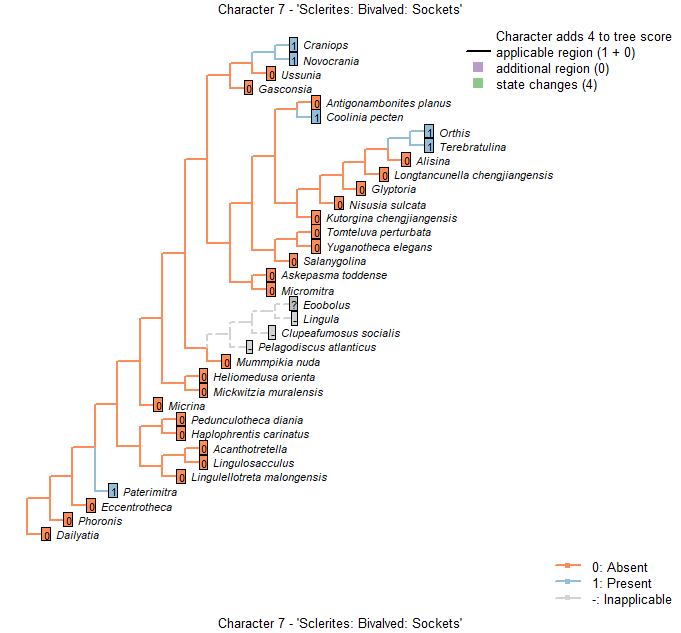 Character 7 - 'Sclerites: Bivalved: Sockets'
Character adds 4 to tree score
applicable region (1 + 0)
additional region (0)
state changes (4)
1 Craniops
1 Novocrania
0 Ussunia
0 Gasconsia
0 Antigonambonites planus
1 Coolinia pecten
1 Orthis
1 Terebratulina
0 Alisina
0 Longtancunella chengjiangensis
0 Glyptoria
0 Nisusia sulcata
0 Kutorgina chengjiangensis
0 Tomteluva perturbata
0 Yuganotheca elegans
0 Salanygolina
0 Askepasma toddense
0 Micromitra
? Eoobolus
- Lingula
- Clupeafumosus socialis
- Pelagodiscus atlanticus
0 Mummpikia nuda
0 Heliomedusa orienta
0 Mickwitzia muralensis
0 Micrina
0 Pedunculotheca diania
0 Haplophrentis carinatus
0 Acanthotretella
0 Lingulosacculus
0 Lingulellotreta malongensis
1 Paterimitra
0 Eccentrotheca
0 Phoronis
0 Dailyatia
0: Absent
1: Present
-: Inapplicable
Character 7 - 'Sclerites: Bivalved: Sockets'